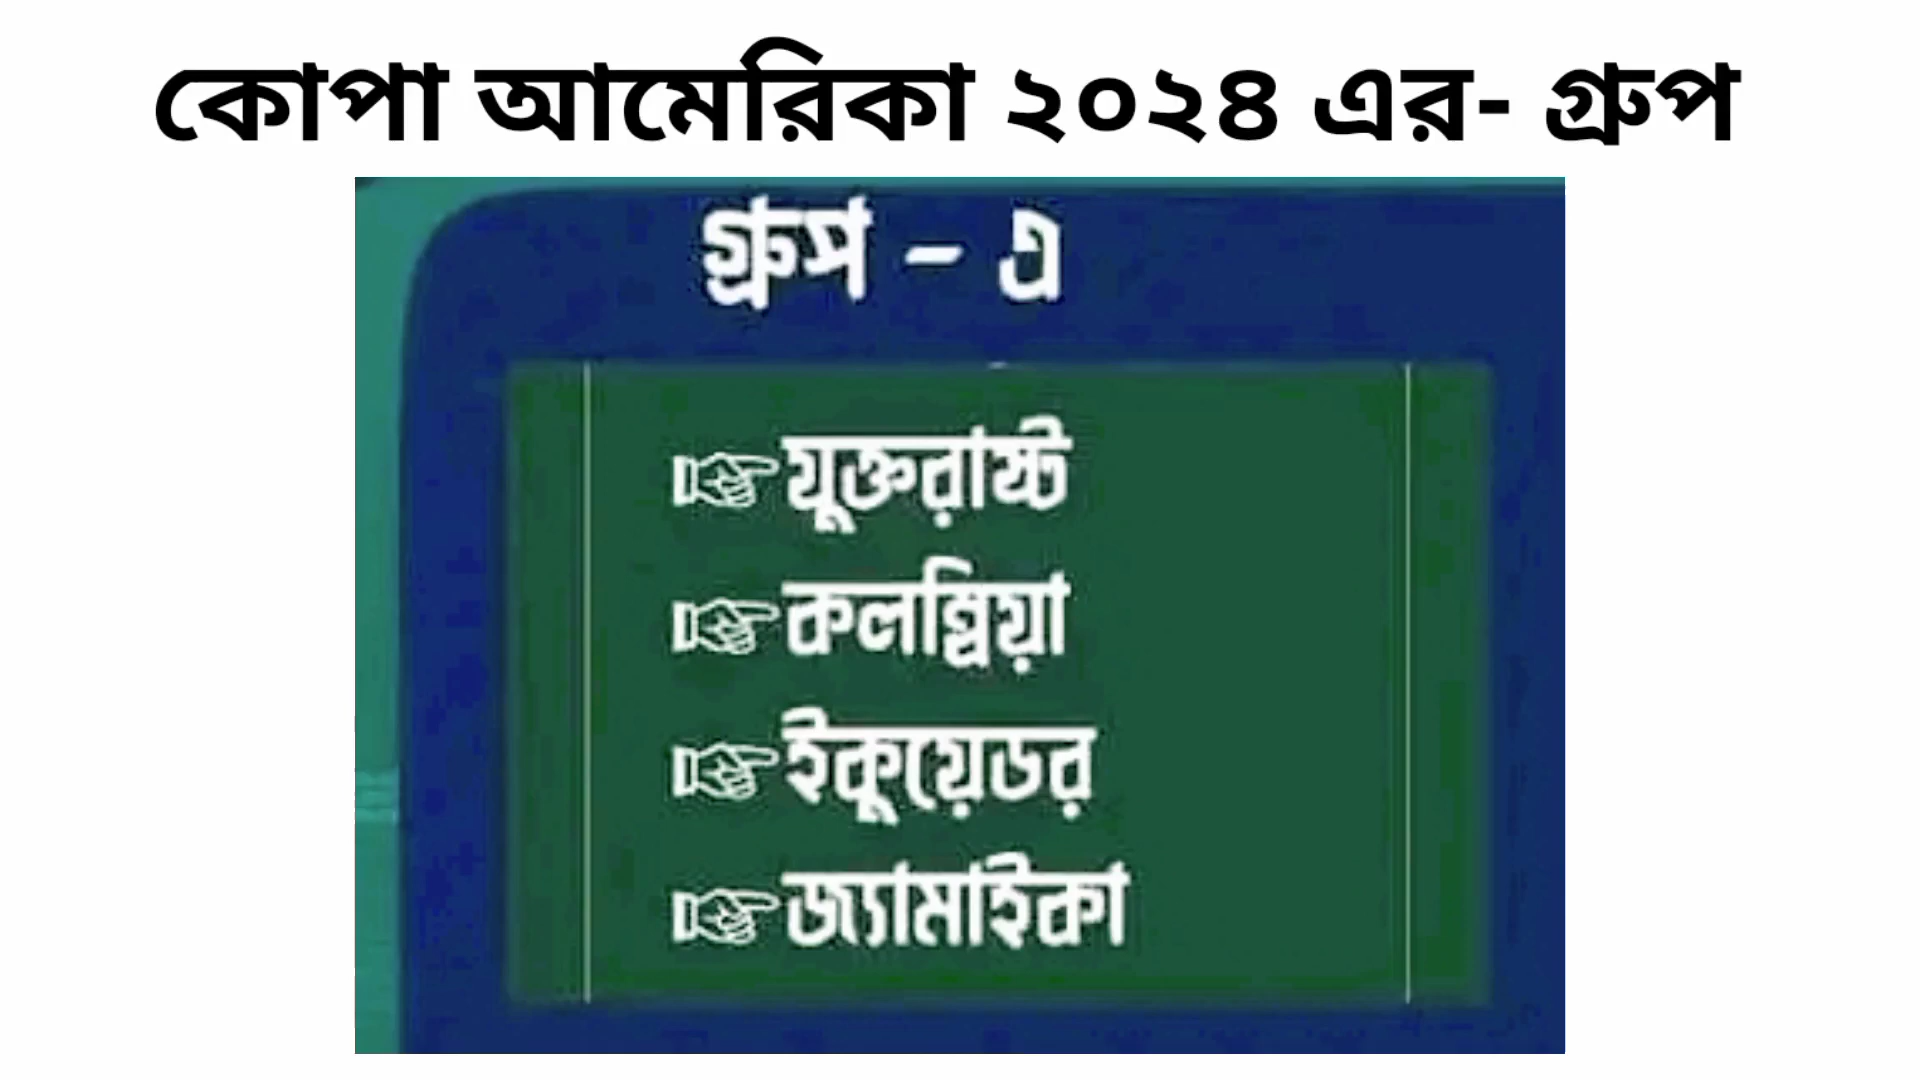 কোপা আমেরিকা ২০২৪ এর- গ্রুপ
গ্রুপ - এ
☞যুক্তরাষ্ট
☞কলম্বিয়া
☞ইকুয়েডর
☞জ্যামাইকা